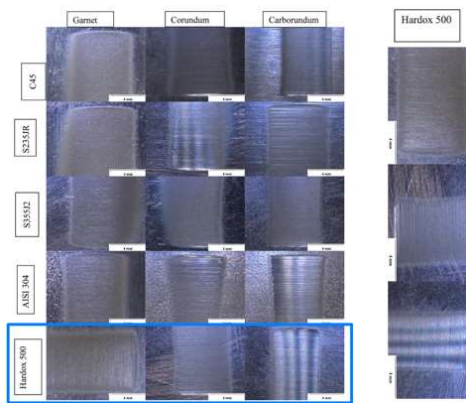 Garnet
Corundum
Carborundum
Hardox 500
C45
S235JR
S355J2
AISI 304
Hardox 500